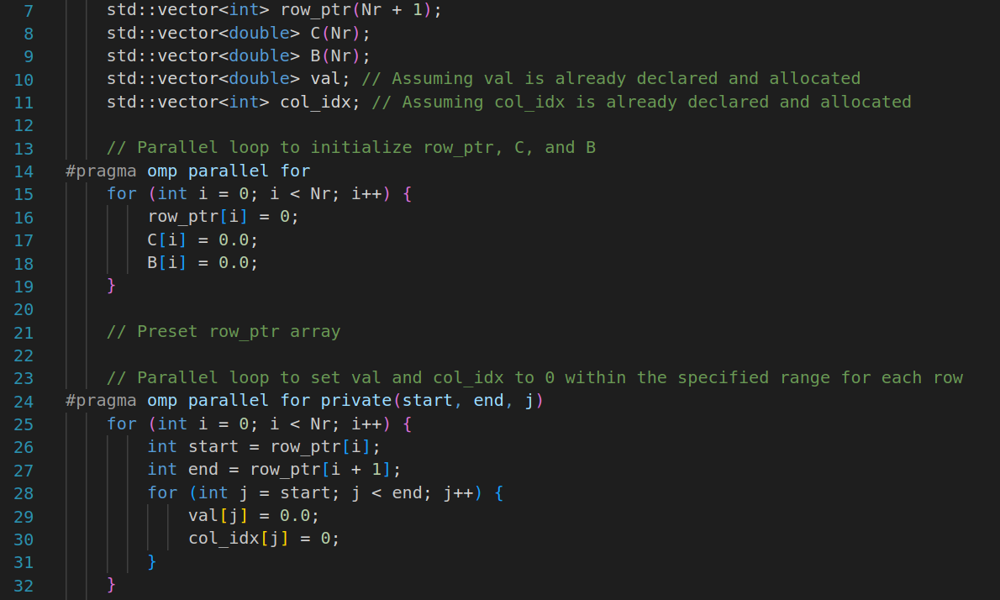 7 std::vector<int> row_ptr(Nr + 1);
8 std::vector<double> C(Nr);
9 std::vector<double> B(Nr);
10 std::vector<double> val; // Assuming val is already declared and allocated
11 std::vector<int> col_idx; // Assuming col_idx is already declared and allocated
12
13 // Parallel loop to initialize row_ptr, C, and B
14 #pragma omp parallel for
15 for (int i = 0; i < Nr; i++) {
16 row_ptr[i] = 0;
17 C[i] = 0.0;
18 B[i] = 0.0;
19 }
20
21 // Preset row_ptr array
22
23 // Parallel loop to set val and col_idx to 0 within the specified range for each row
24 #pragma omp parallel for private(start, end, j)
25 for (int i = 0; i < Nr; i++) {
26 int start = row_ptr[i];
27 int end = row_ptr[i + 1];
28 for (int j = start; j < end; j++) {
29 val[j] = 0.0;
30 col_idx[j] = 0;
31 }
32 }